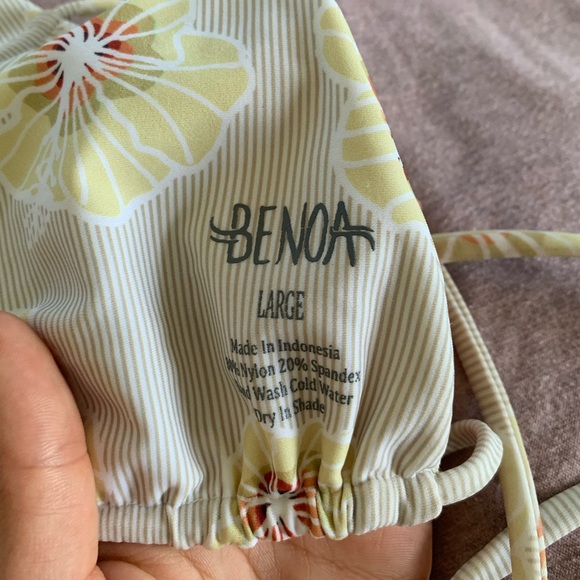 BENOA
LARGE
Made In Indonesia
Nylon 20% Spandex
Wash Cold Water
Dry In Shade